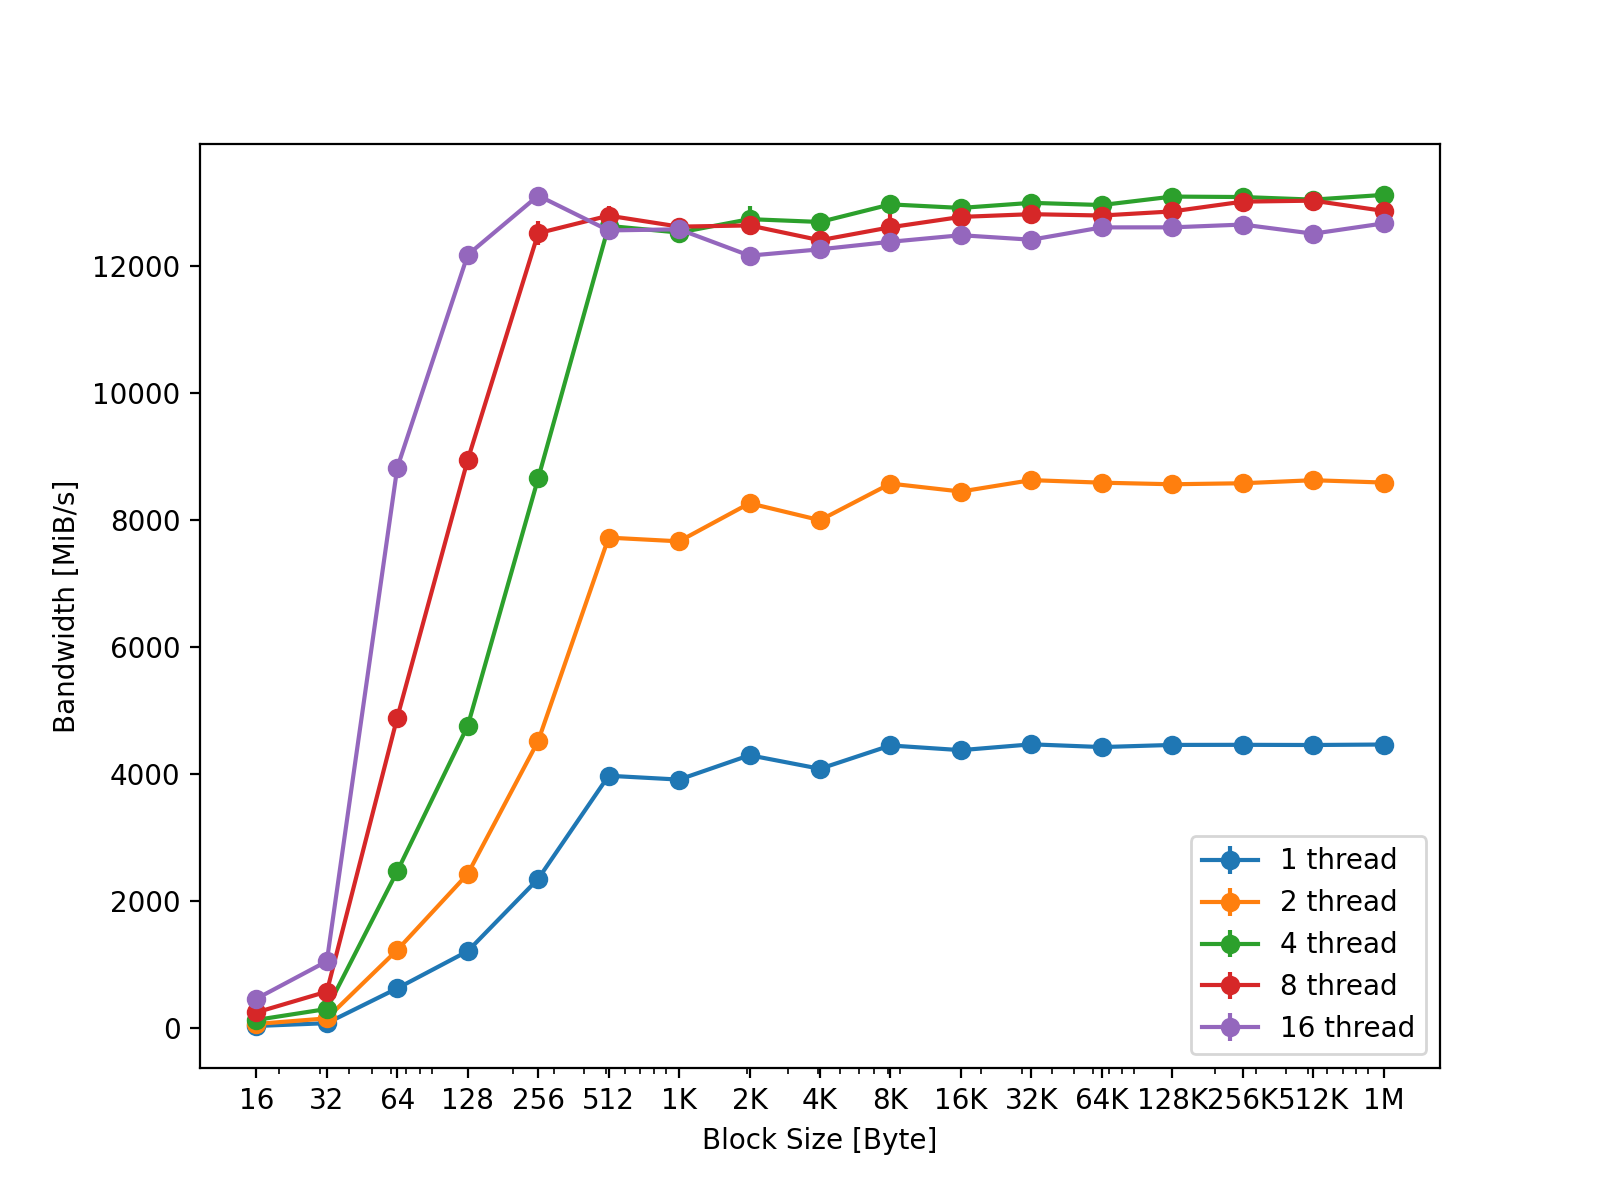 12000
10000
8000
6000
4000
2000
0
Bandwidth [MiB/s]
1 thread
2 thread
4 thread
8 thread
16 thread
16 32 64 128 256 512 1K 2K 4K 8K 16K 32K 64K 128K 256K 512K 1M
Block Size [Byte]